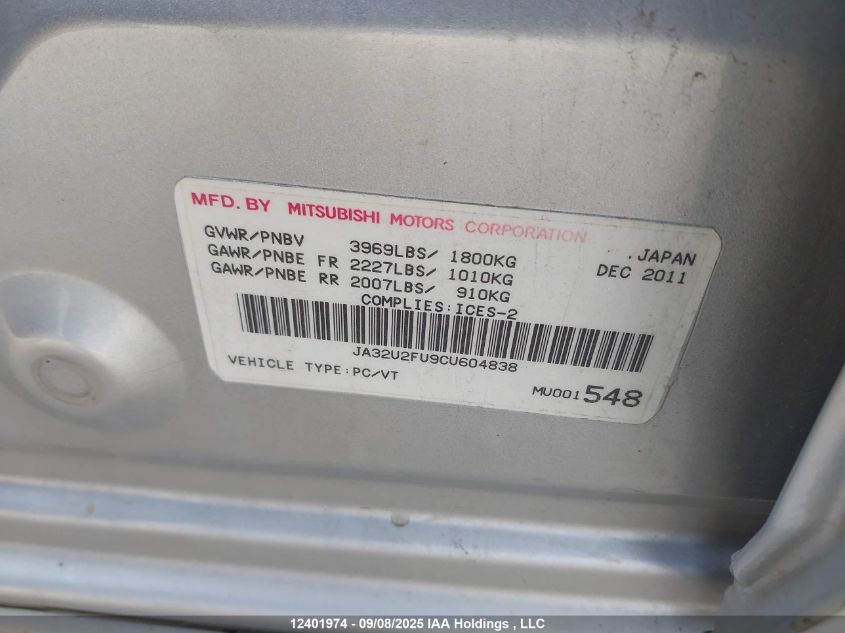 MFD. BY MITSUBISHI MOTORS CORPORATION
GVWR/PNBV 3969LBS/ 1800KG .JAPAN
GAWR/PNBE FR 2227LBS/ 1010KG DEC 2011
GAWR/PNBE RR 2007LBS/ 910KG
COMPLIES:ICES-2
JA32U2FU9CU604838
VEHICLE TYPE:PC/VT MU001548
12401974 - 09/08/2025 IAA Holdings , LLC